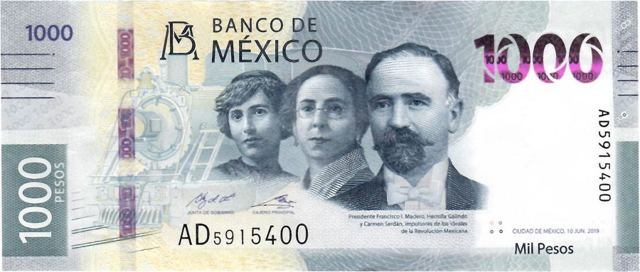 1000
BANCO DE
MÉXICO
1000
1000 PESOS
JUNTA DE GOBIERNO
CAJERO PRINCIPAL
AD5915400
Presidente Francisco I. Madero, Hermila Galindo
y Carmen Serdán, impulsores de los ideales
de la Revolución Mexicana.
CIUDAD DE MÉXICO, 10 JUN. 2019
Mil Pesos
AD5915400